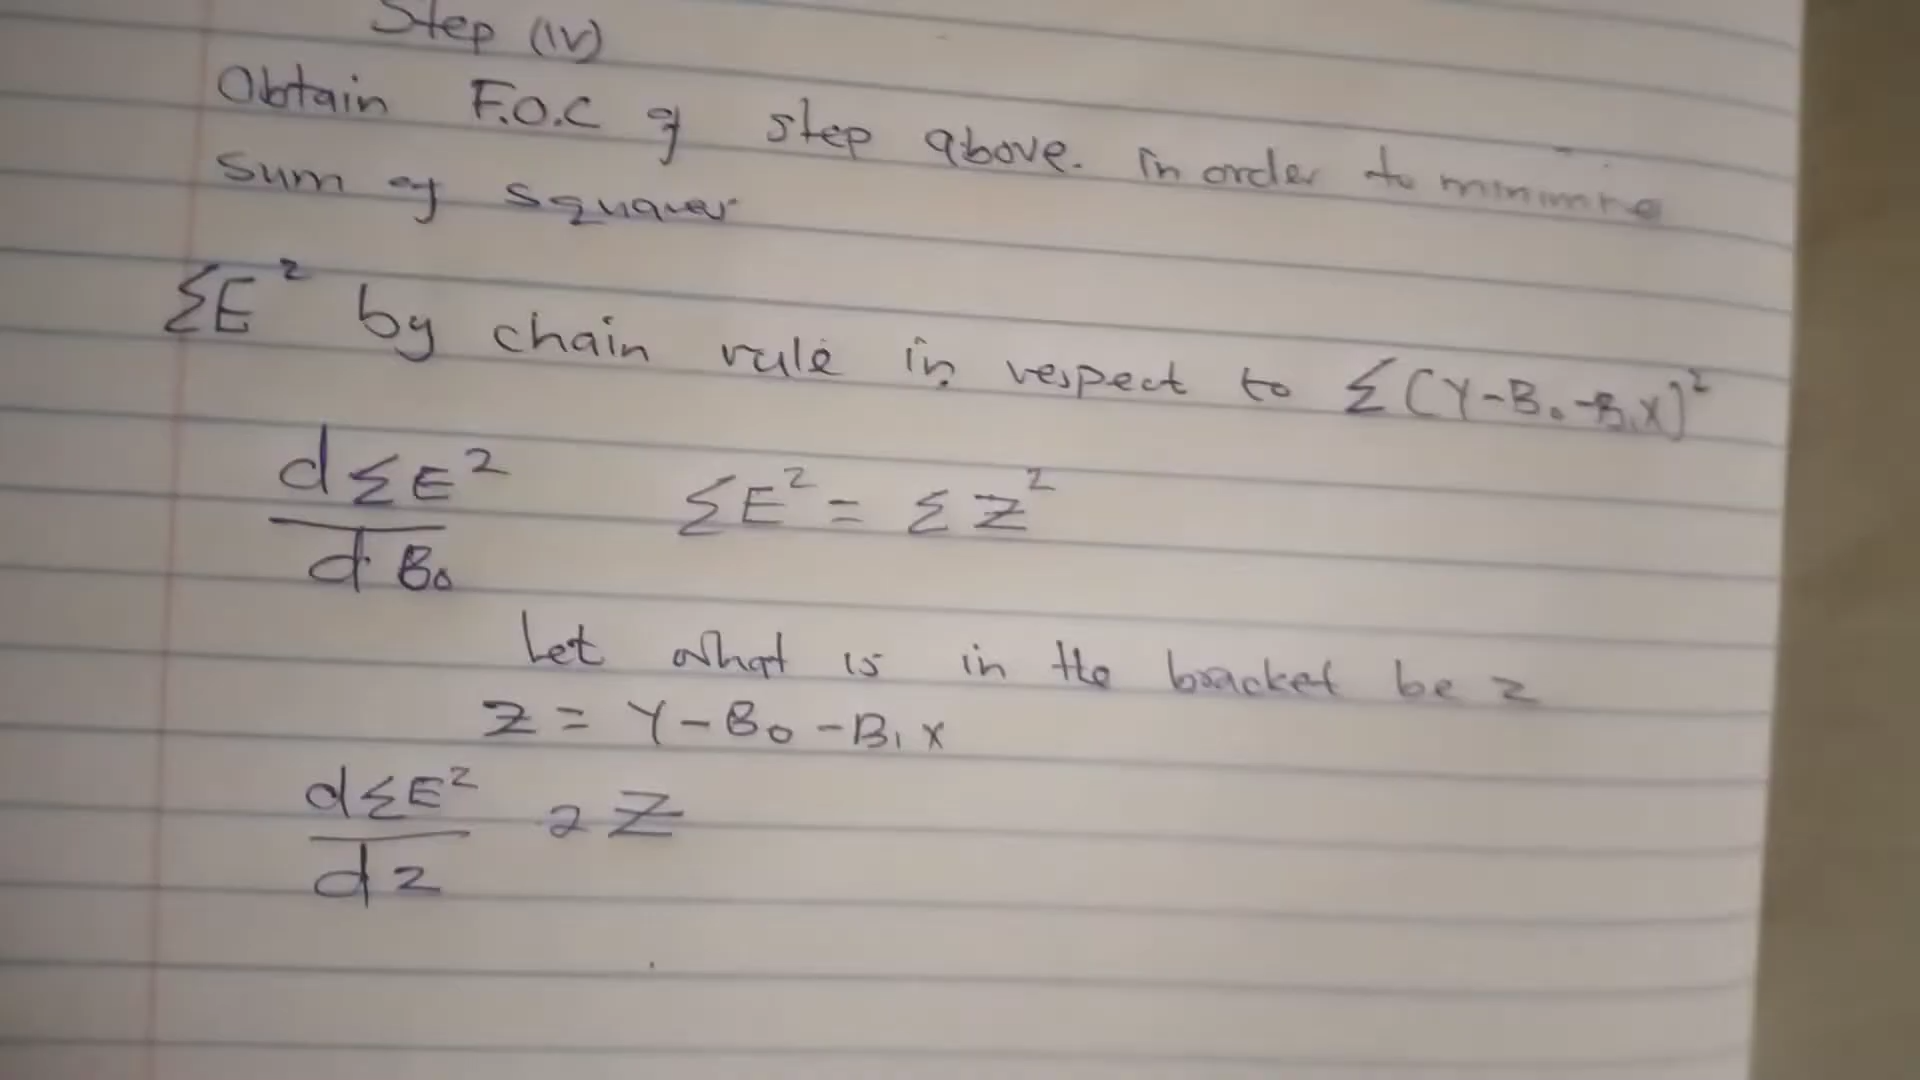 Step (IV)
Obtain F.O.C of step above. in order to minimize
sum of squares
ΣE² by chain rule in respect to Σ(Y-B₀-B₁X)²
dΣE² / dB₀ ΣE² = ΣZ²
Let what is in the bracket be z
Z = Y-B₀-B₁X
dΣE² / dz 2Z